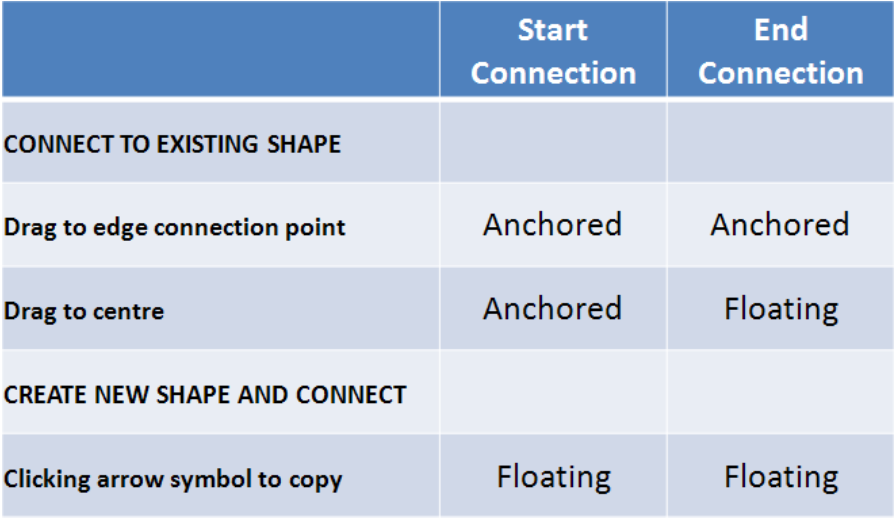 Start Connection End Connection
CONNECT TO EXISTING SHAPE
Drag to edge connection point Anchored Anchored
Drag to centre Anchored Floating
CREATE NEW SHAPE AND CONNECT
Clicking arrow symbol to copy Floating Floating